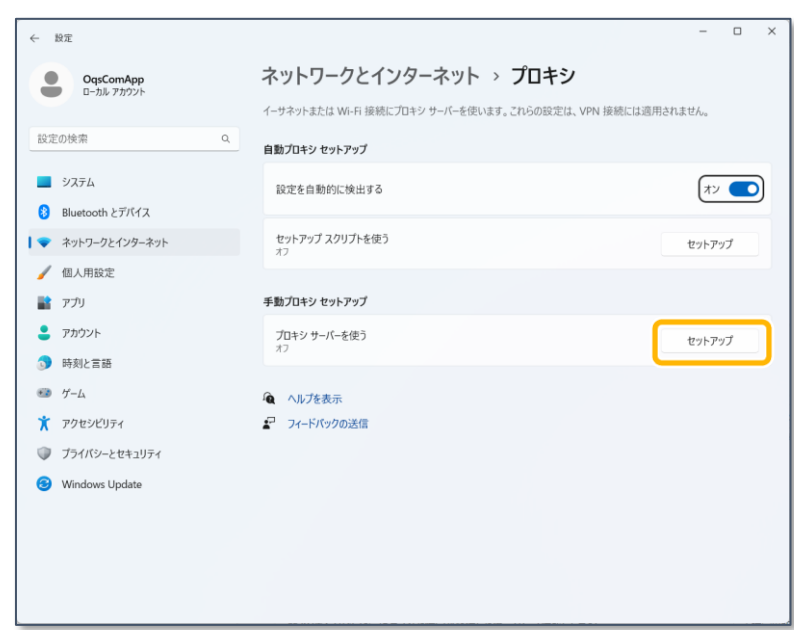 設定
OqsComApp
ローカル アカウント
設定の検索
システム
Bluetooth とデバイス
ネットワークとインターネット
個人用設定
アプリ
アカウント
時刻と言語
ゲーム
アクセシビリティ
プライバシーとセキュリティ
Windows Update
ネットワークとインターネット › プロキシ
イーサネットまたは Wi-Fi 接続にプロキシ サーバーを使います。これらの設定は、VPN 接続には適用されません。
自動プロキシ セットアップ
設定を自動的に検出する
オン
セットアップ スクリプトを使う
オフ
セットアップ
手動プロキシ セットアップ
プロキシ サーバーを使う
オフ
セットアップ
ヘルプを表示
フィードバックの送信